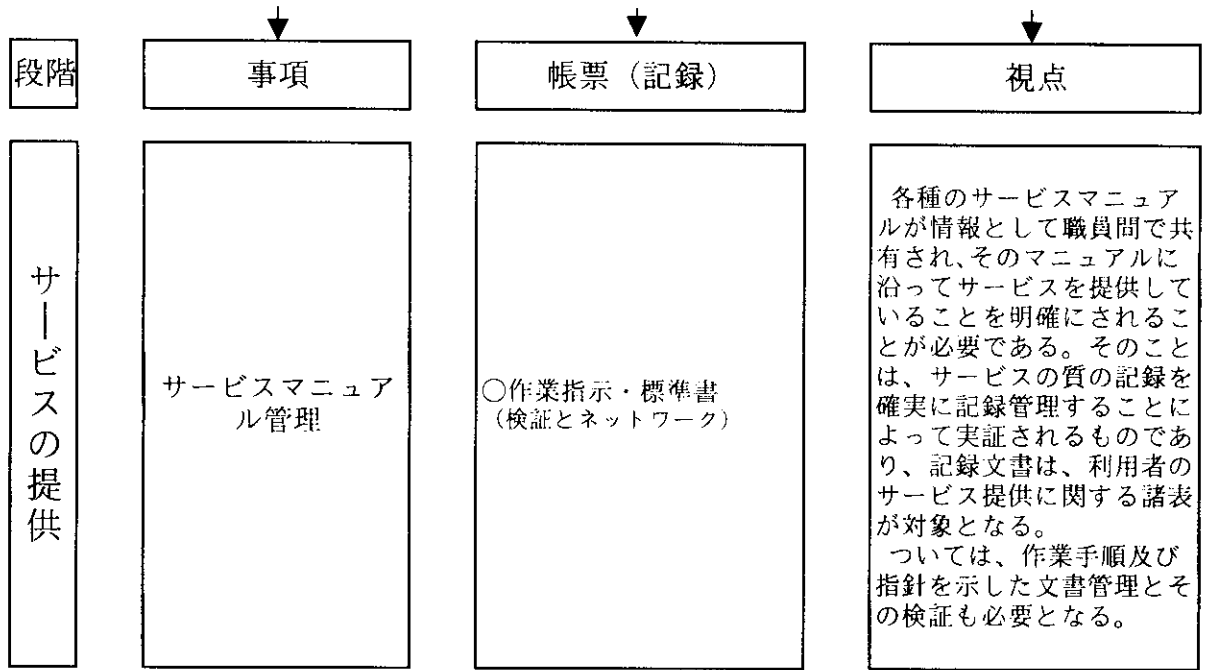 段階
事項
帳票（記録）
視点
サービスの提供
サービスマニュア
ル管理
○作業指示・標準書
（検証とネットワーク）
各種のサービスマニュア
ルが情報として職員間で共
有され、そのマニュアルに
沿ってサービスを提供して
いることを明確にされるこ
とが必要である。そのこと
は、サービスの質の記録を
確実に記録管理することに
よって実証されるものであ
り、記録文書は、利用者の
サービス提供に関する諸表
が対象となる。
ついては、作業手順及び
指針を示した文書管理とそ
の検証も必要となる。